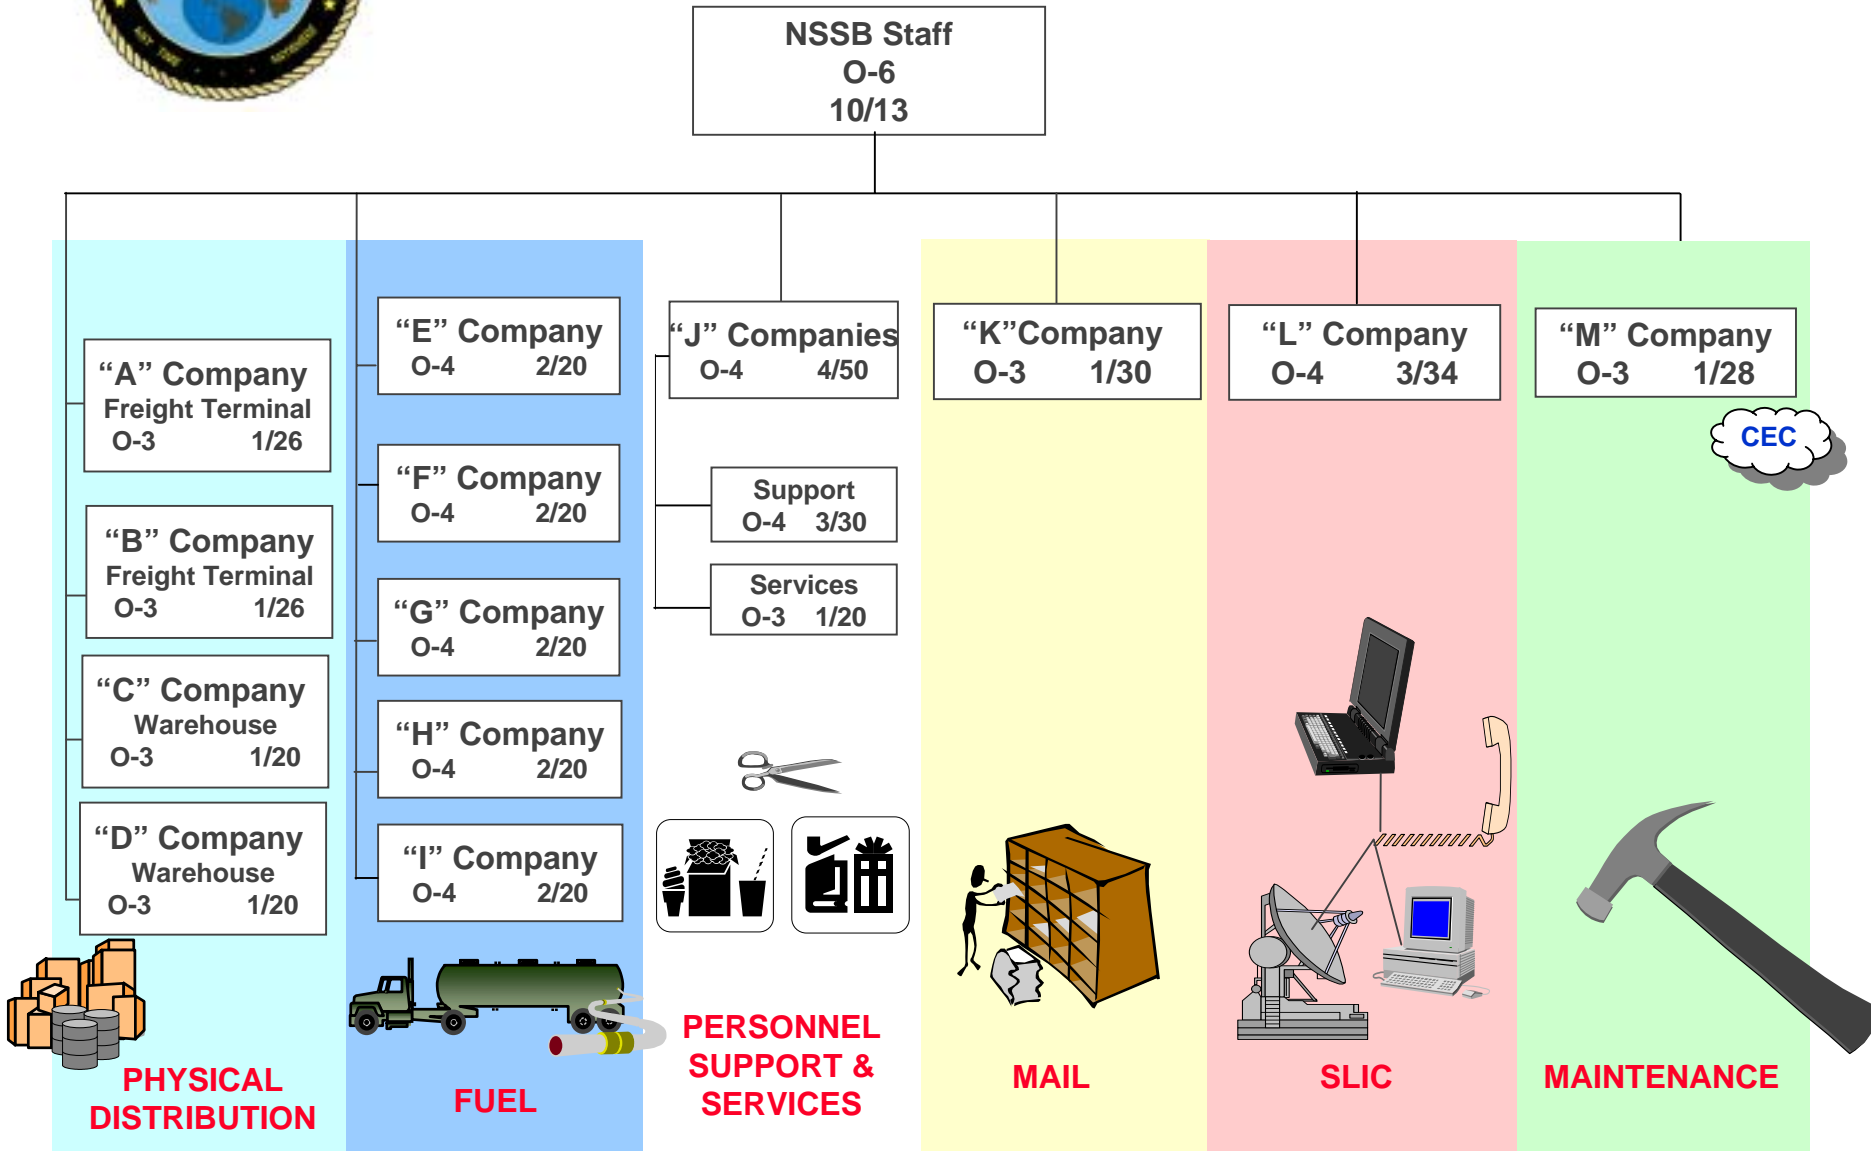 NSSB Staff
O-6
10/13
“A” Company
Freight Terminal
O-3 1/26
“B” Company
Freight Terminal
O-3 1/26
“C” Company
Warehouse
O-3 1/20
“D” Company
Warehouse
O-3 1/20
PHYSICAL
DISTRIBUTION
“E” Company
O-4 2/20
“F” Company
O-4 2/20
“G” Company
O-4 2/20
“H” Company
O-4 2/20
“I” Company
O-4 2/20
FUEL
“J” Companies
O-4 4/50
Support
O-4 3/30
Services
O-3 1/20
PERSONNEL
SUPPORT &
SERVICES
“K”Company
O-3 1/30
MAIL
“L” Company
O-4 3/34
SLIC
“M” Company
O-3 1/28
CEC
MAINTENANCE